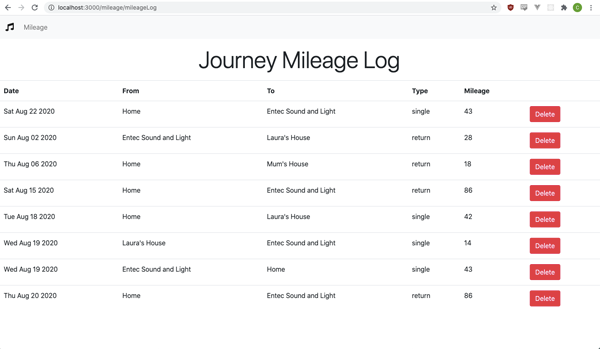 localhost:3000/mileage/mileageLog
C
Mileage
Journey Mileage Log
Date From To Type Mileage
Sat Aug 22 2020 Home Entec Sound and Light single 43 Delete
Sun Aug 02 2020 Entec Sound and Light Laura's House return 28 Delete
Thu Aug 06 2020 Home Mum's House return 18 Delete
Sat Aug 15 2020 Home Entec Sound and Light return 86 Delete
Tue Aug 18 2020 Home Laura's House single 42 Delete
Wed Aug 19 2020 Laura's House Entec Sound and Light single 14 Delete
Wed Aug 19 2020 Entec Sound and Light Home single 43 Delete
Thu Aug 20 2020 Home Entec Sound and Light return 86 Delete